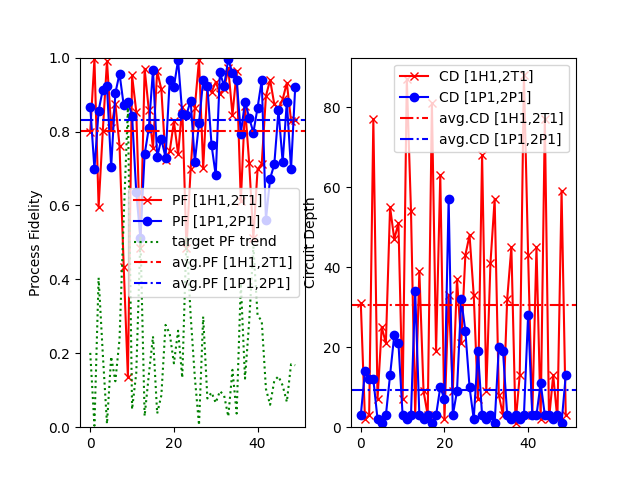 1.0
0.8
0.6
0.4
0.2
0.0
0
20
40
Process Fidelity
PF [1H1,2T1]
PF [1P1,2P1]
target PF trend
avg.PF [1H1,2T1]
avg.PF [1P1,2P1]
80
60
40
20
0
0
20
40
Circuit Depth
CD [1H1,2T1]
CD [1P1,2P1]
avg.CD [1H1,2T1]
avg.CD [1P1,2P1]